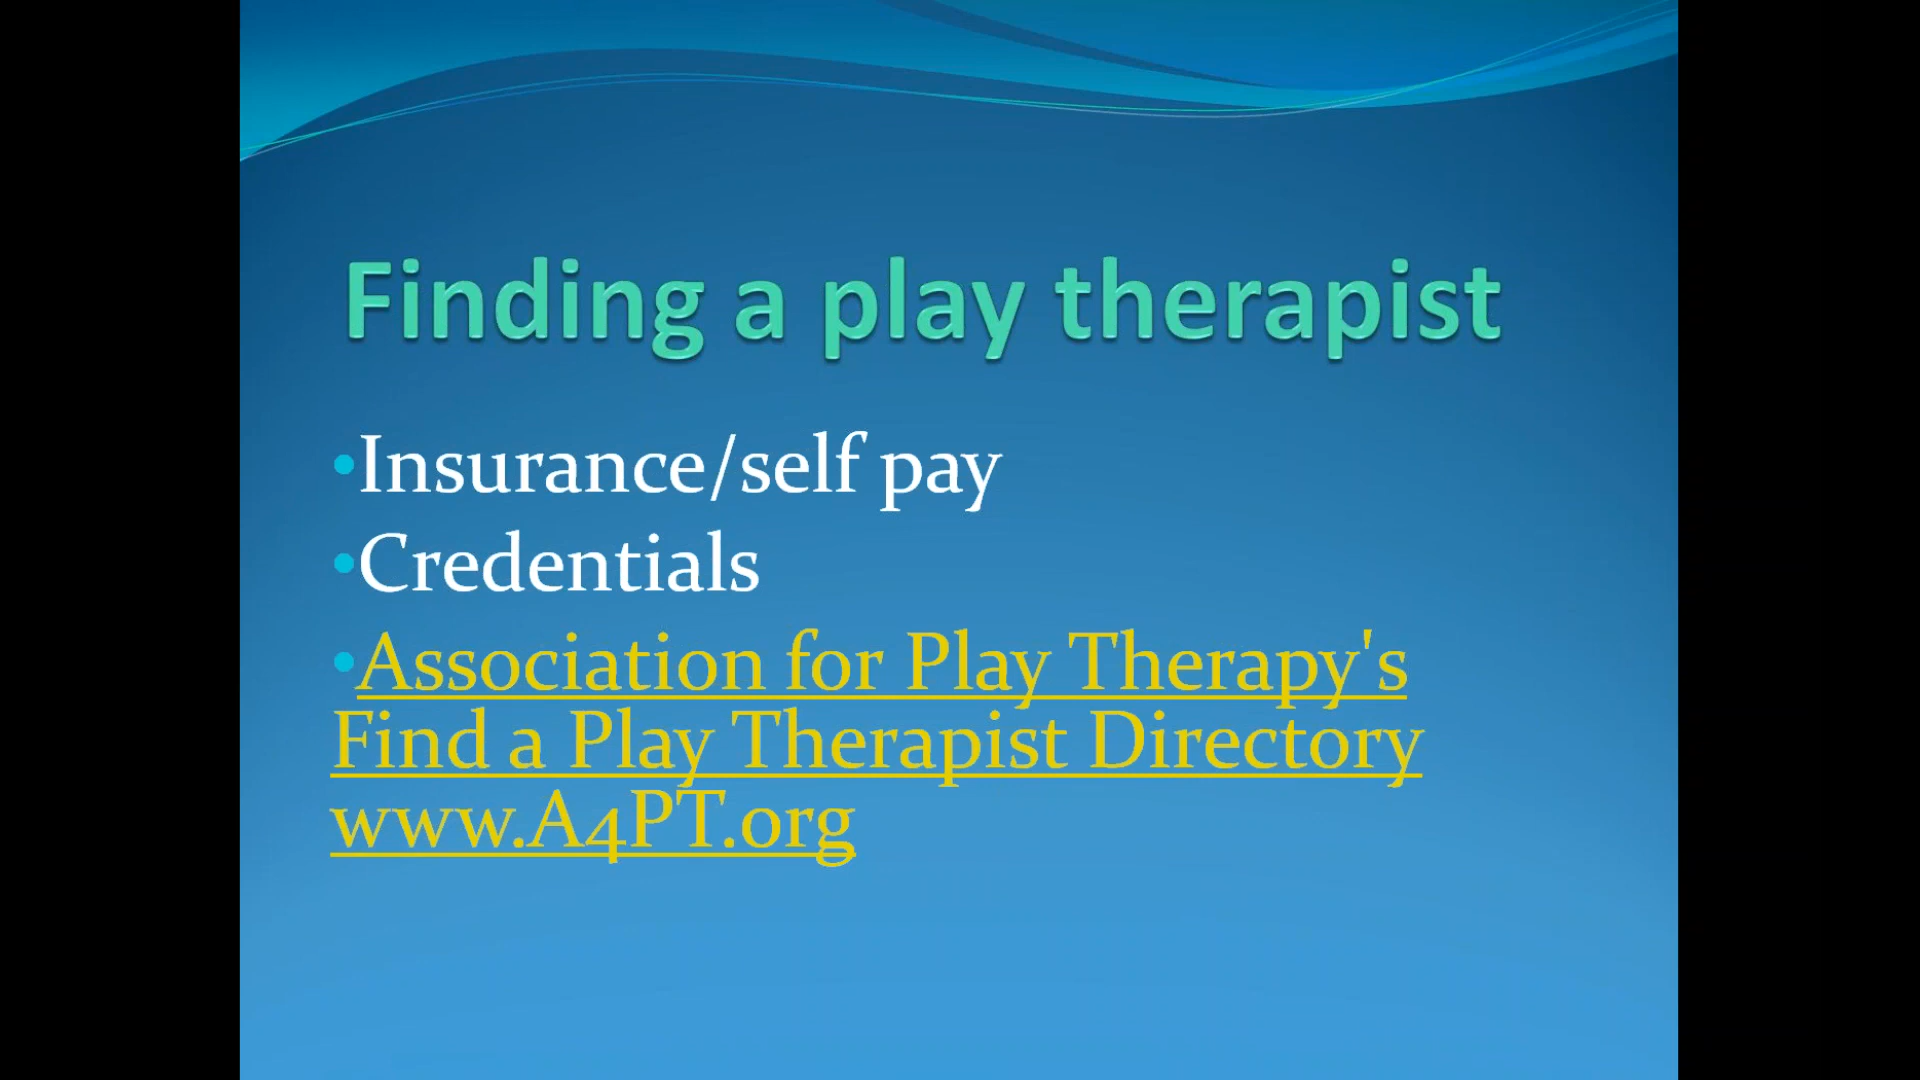 Finding a play therapist
•Insurance/self pay
•Credentials
•Association for Play Therapy's
Find a Play Therapist Directory
www.A4PT.org